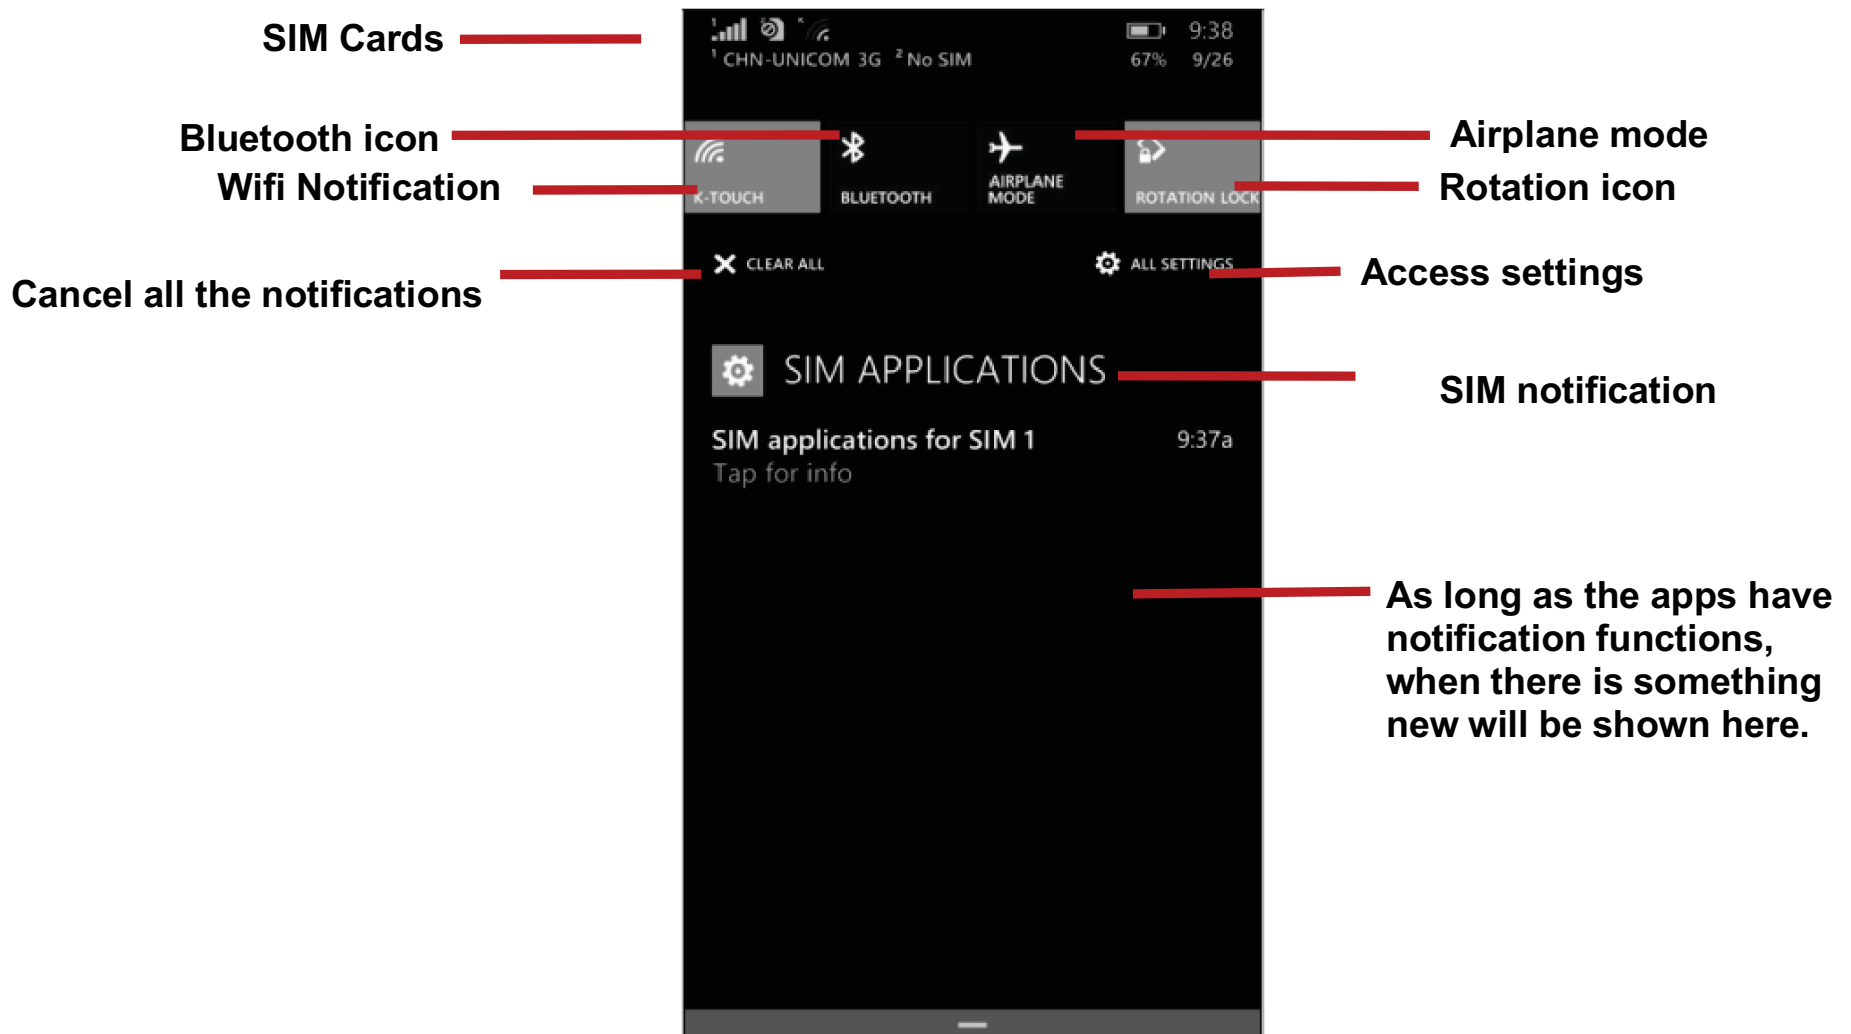 SIM Cards
1
1 CHN-UNICOM 3G 2 No SIM
9:38
67% 9/26
Bluetooth icon
Wifi Notification
K-TOUCH
BLUETOOTH
AIRPLANE
MODE
ROTATION LOCK
Airplane mode
Rotation icon
Cancel all the notifications
CLEAR ALL
ALL SETTINGS
Access settings
SIM APPLICATIONS
SIM notification
SIM applications for SIM 1 9:37a
Tap for info
As long as the apps have
notification functions,
when there is something
new will be shown here.